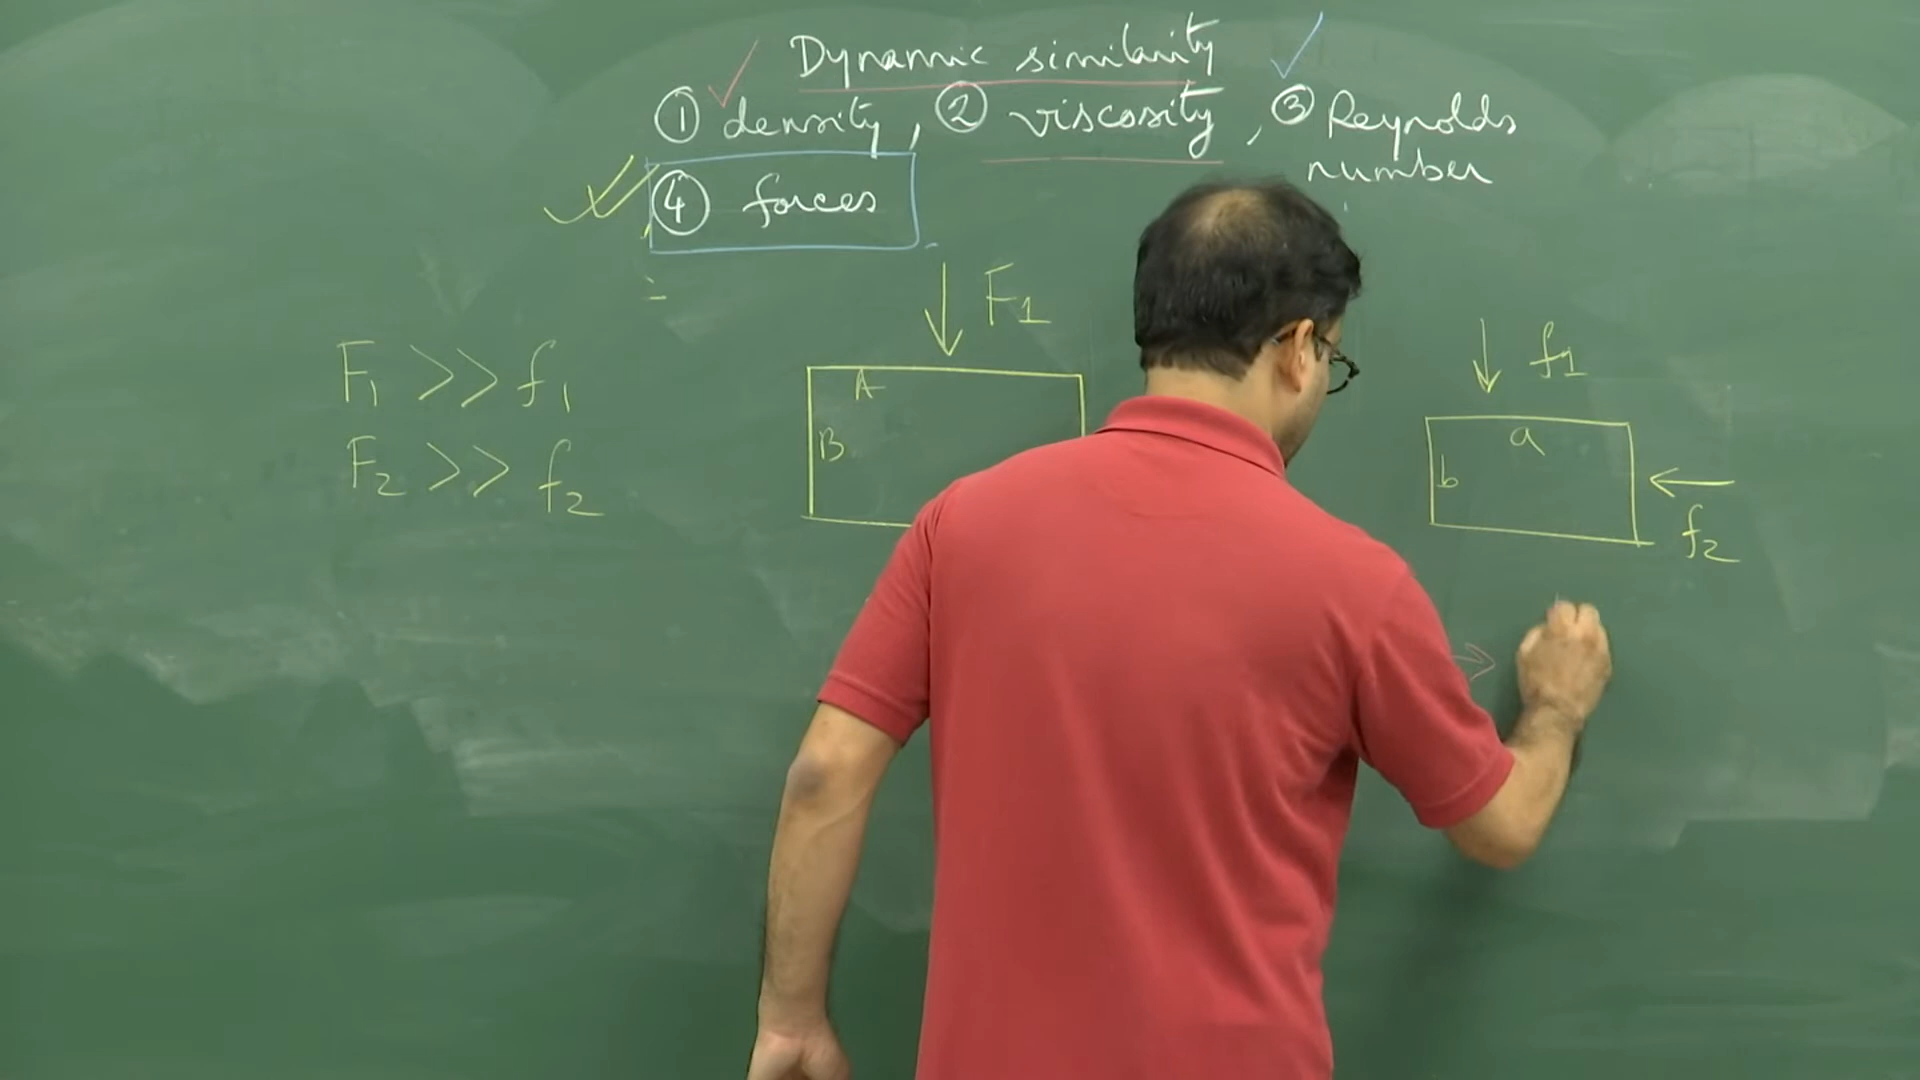 Dynamic similarity
① density, ② viscosity, ③ Reynolds
number
④ forces
F1
F₁ >> f₁
F₂ >> f₂
A
B
f1
a
b
f2